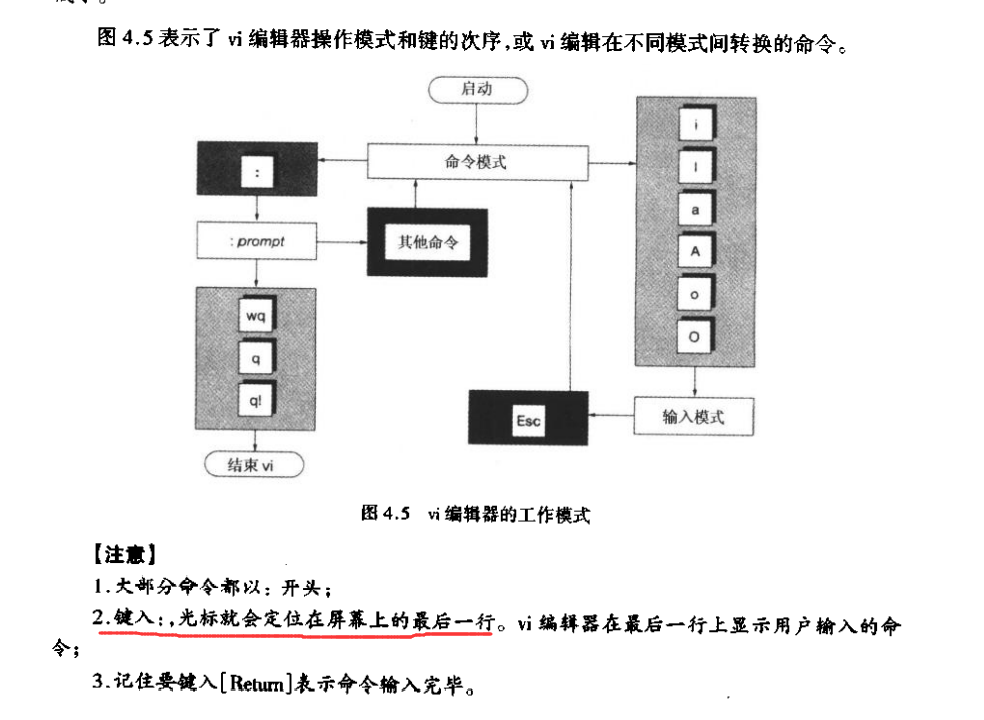 图 4.5 表示了 vi 编辑器操作模式和键的次序,或 vi 编辑在不同模式间转换的命令。
启动
命令模式
:
: prompt
其他命令
wq
q
q!
结束 vi
i
I
a
A
o
O
输入模式
Esc
图 4.5 vi 编辑器的工作模式
【注意】
1.大部分命令都以: 开头;
2.键入:,光标就会定位在屏幕上的最后一行。vi 编辑器在最后一行上显示用户输入的命
令;
3.记住要键入[Return]表示命令输入完毕。